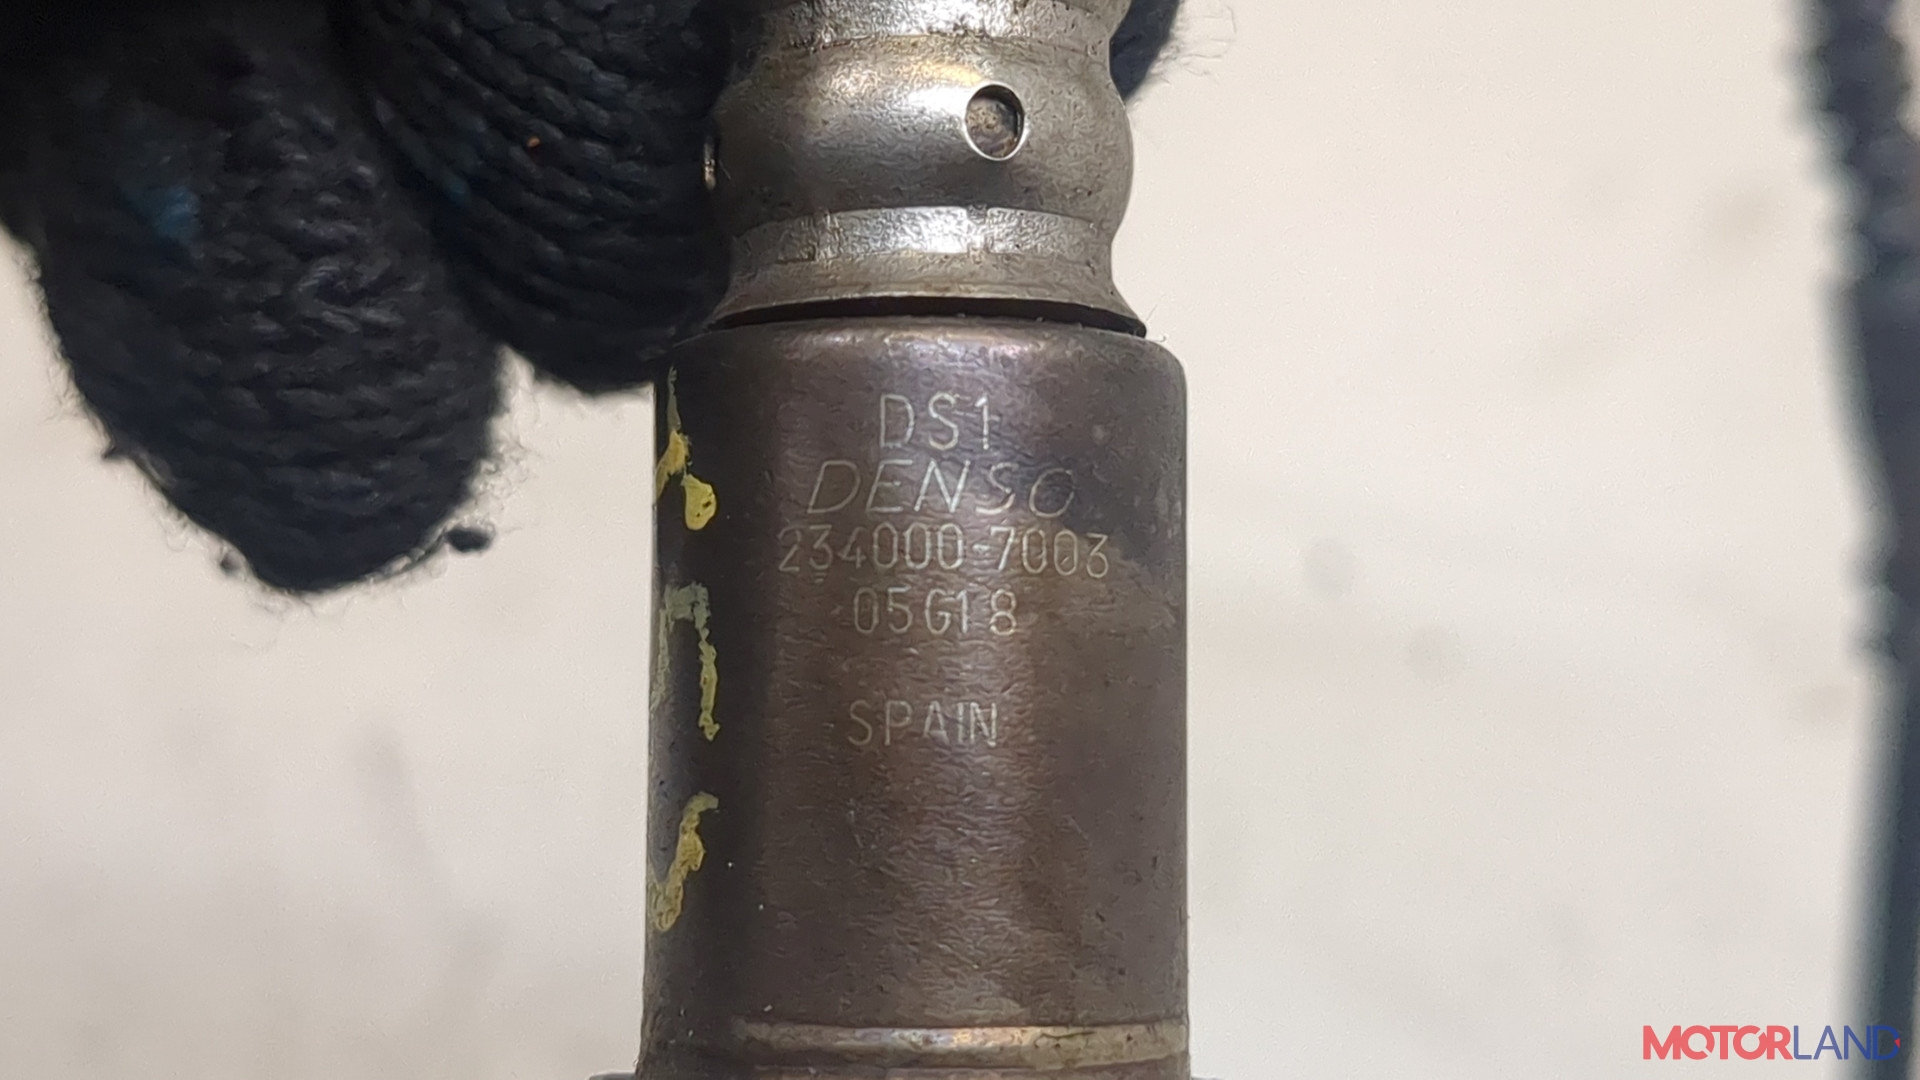 DS1
DENSO
234000-7003
05G18
SPAIN
MOTORLAND